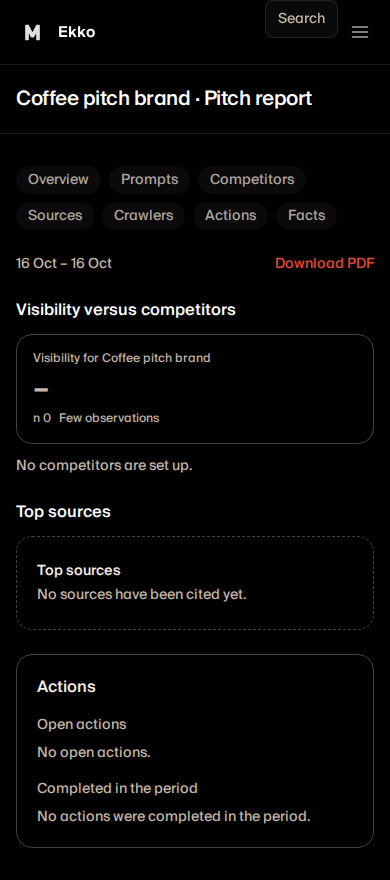 Search
Ekko
Coffee pitch brand · Pitch report
Overview Prompts Competitors
Sources Crawlers Actions Facts
16 Oct – 16 Oct Download PDF
Visibility versus competitors
Visibility for Coffee pitch brand
–
n 0 Few observations
No competitors are set up.
Top sources
Top sources
No sources have been cited yet.
Actions
Open actions
No open actions.
Completed in the period
No actions were completed in the period.